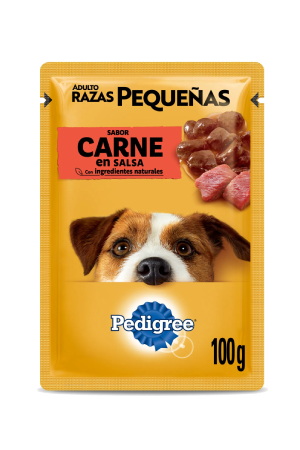 ADULTO
RAZAS PEQUEÑAS
SABOR
CARNE
en SALSA
Con ingredientes naturales
Pedigree
100g